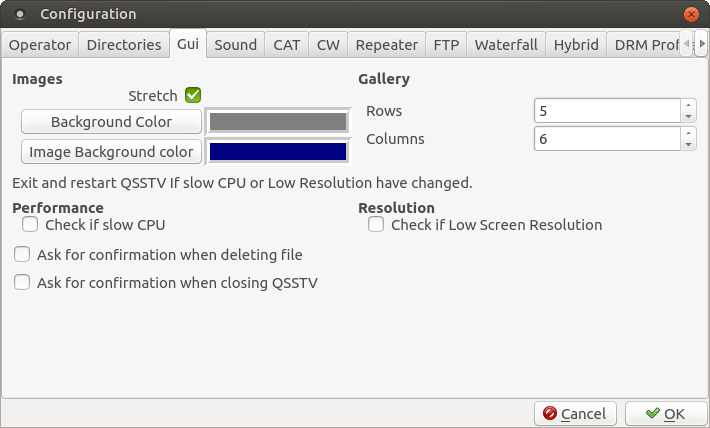 Configuration
Operator Directories Gui Sound CAT CW Repeater FTP Waterfall Hybrid DRM
Images Gallery
Stretch
Rows 5
Background Color
Columns 6
Image Background color
Exit and restart QSSTV If slow CPU or Low Resolution have changed.
Performance Resolution
Check if slow CPU Check if Low Screen Resolution
Ask for confirmation when deleting file
Ask for confirmation when closing QSSTV
Cancel OK